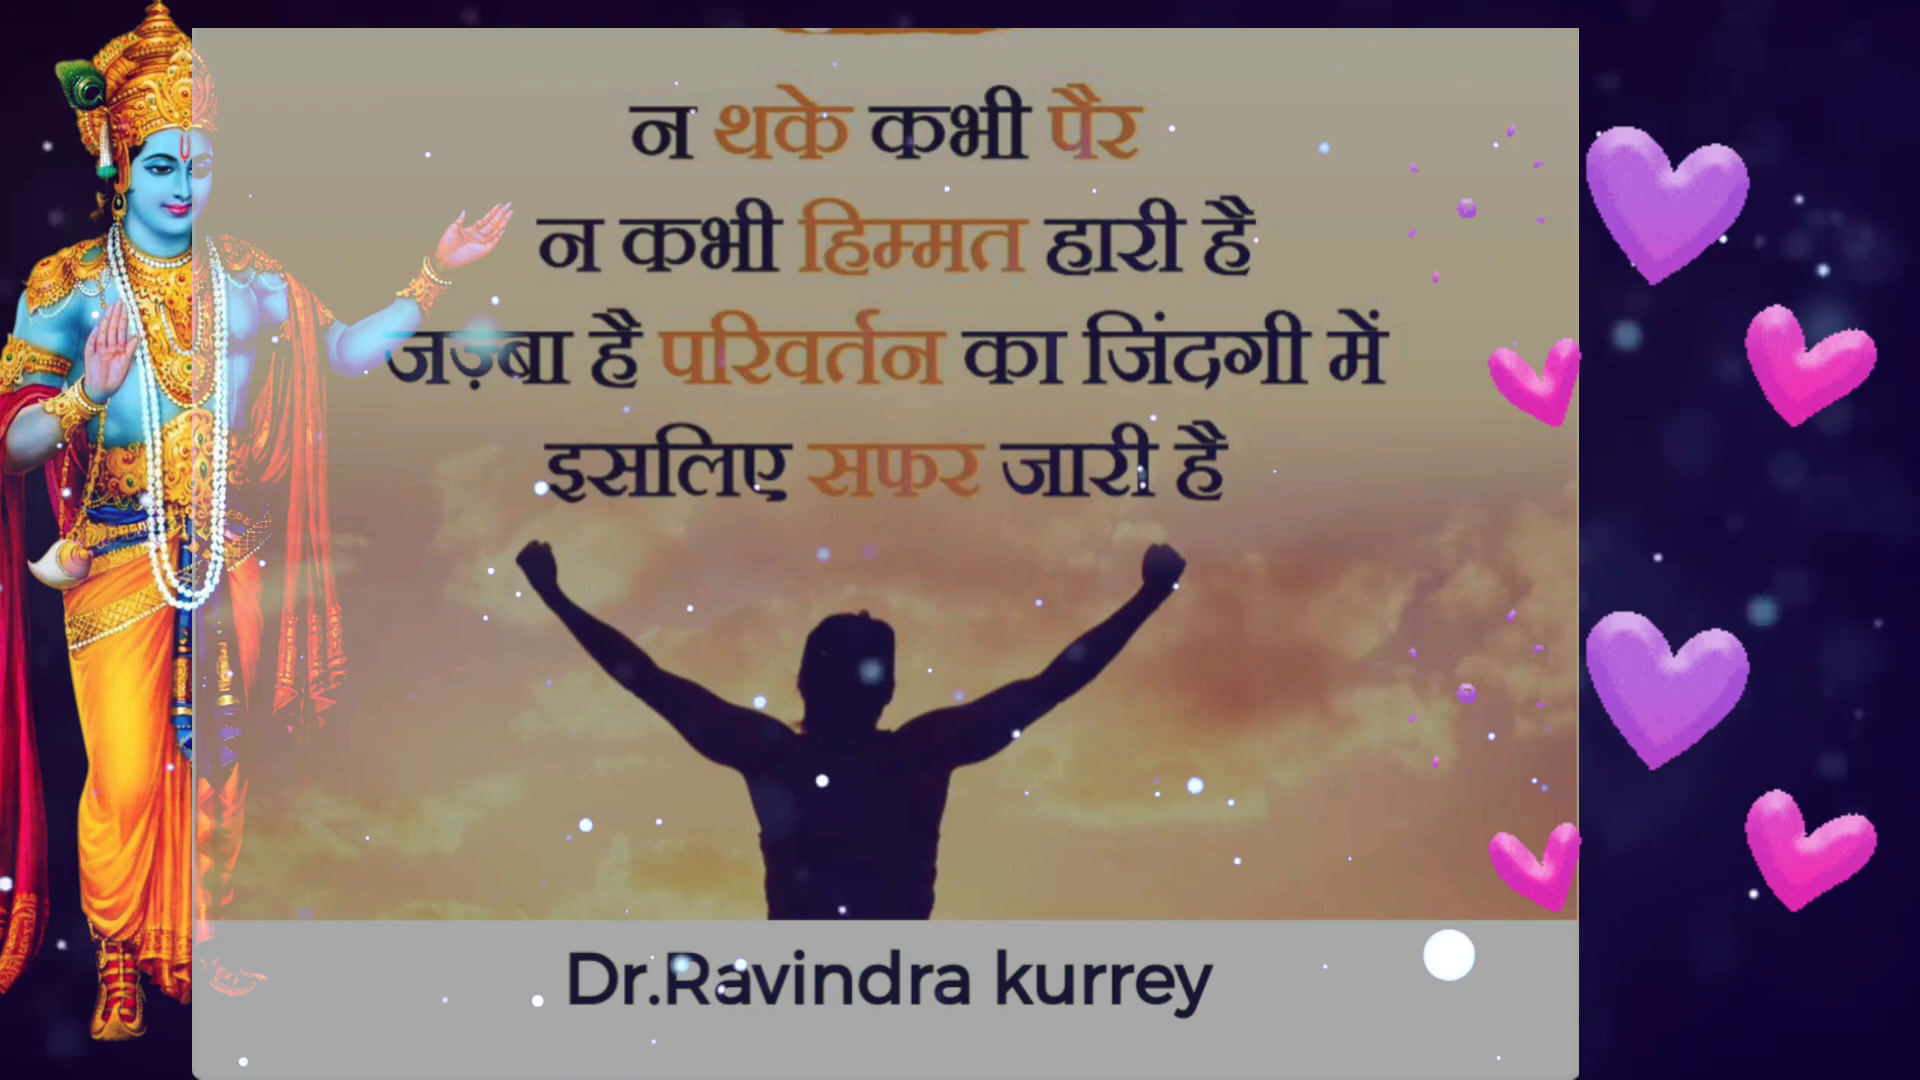 न थके कभी पैर
न कभी हिम्मत हारी है
जज़्बा है परिवर्तन का जिंदगी में
इसलिए सफर जारी है
Dr.Ravindra kurrey